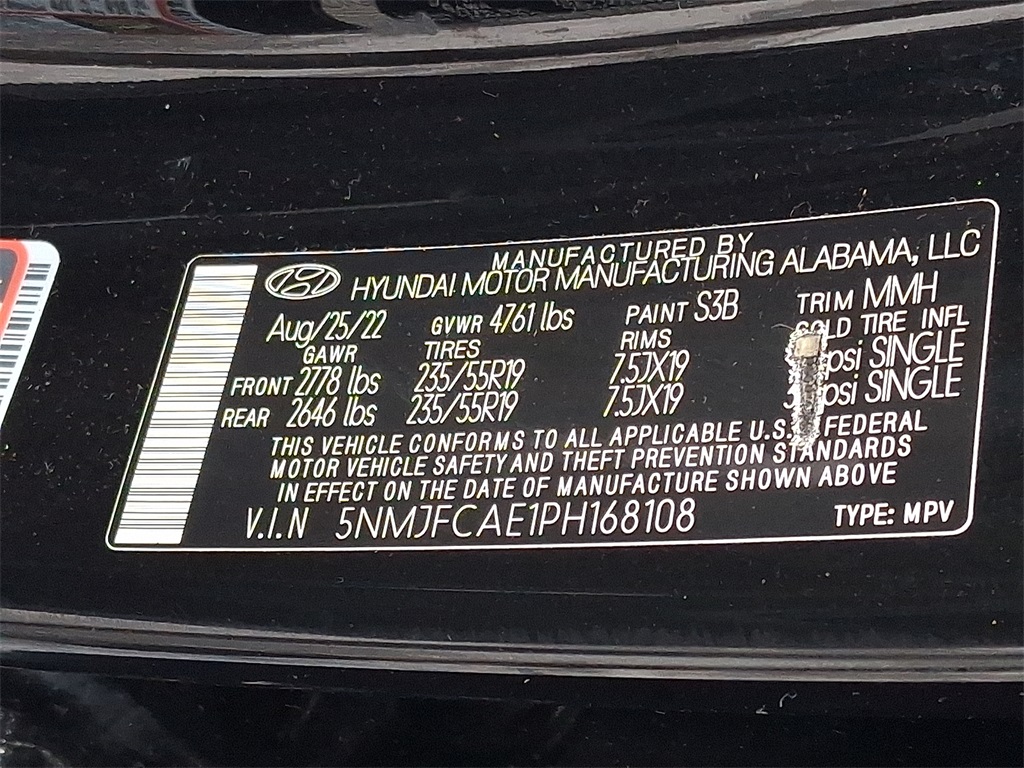 MANUFACTURED BY
HYUNDAI MOTOR MANUFACTURING ALABAMA, LLC
Aug/25/22 GVWR 4761 lbs PAINT S3B TRIM MMH
GAWR TIRES RIMS COLD TIRE INFL
FRONT 2778 lbs 235/55R19 7.5JX19 psi SINGLE
REAR 2646 lbs 235/55R19 7.5JX19 psi SINGLE
THIS VEHICLE CONFORMS TO ALL APPLICABLE U.S. FEDERAL
MOTOR VEHICLE SAFETY AND THEFT PREVENTION STANDARDS
IN EFFECT ON THE DATE OF MANUFACTURE SHOWN ABOVE
V.I.N 5NMJFCAE1PH168108 TYPE: MPV